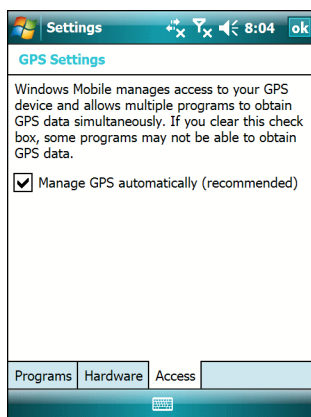 Settings 8:04 ok
GPS Settings
Windows Mobile manages access to your GPS
device and allows multiple programs to obtain
GPS data simultaneously. If you clear this check
box, some programs may not be able to obtain
GPS data.
Manage GPS automatically (recommended)
Programs Hardware Access